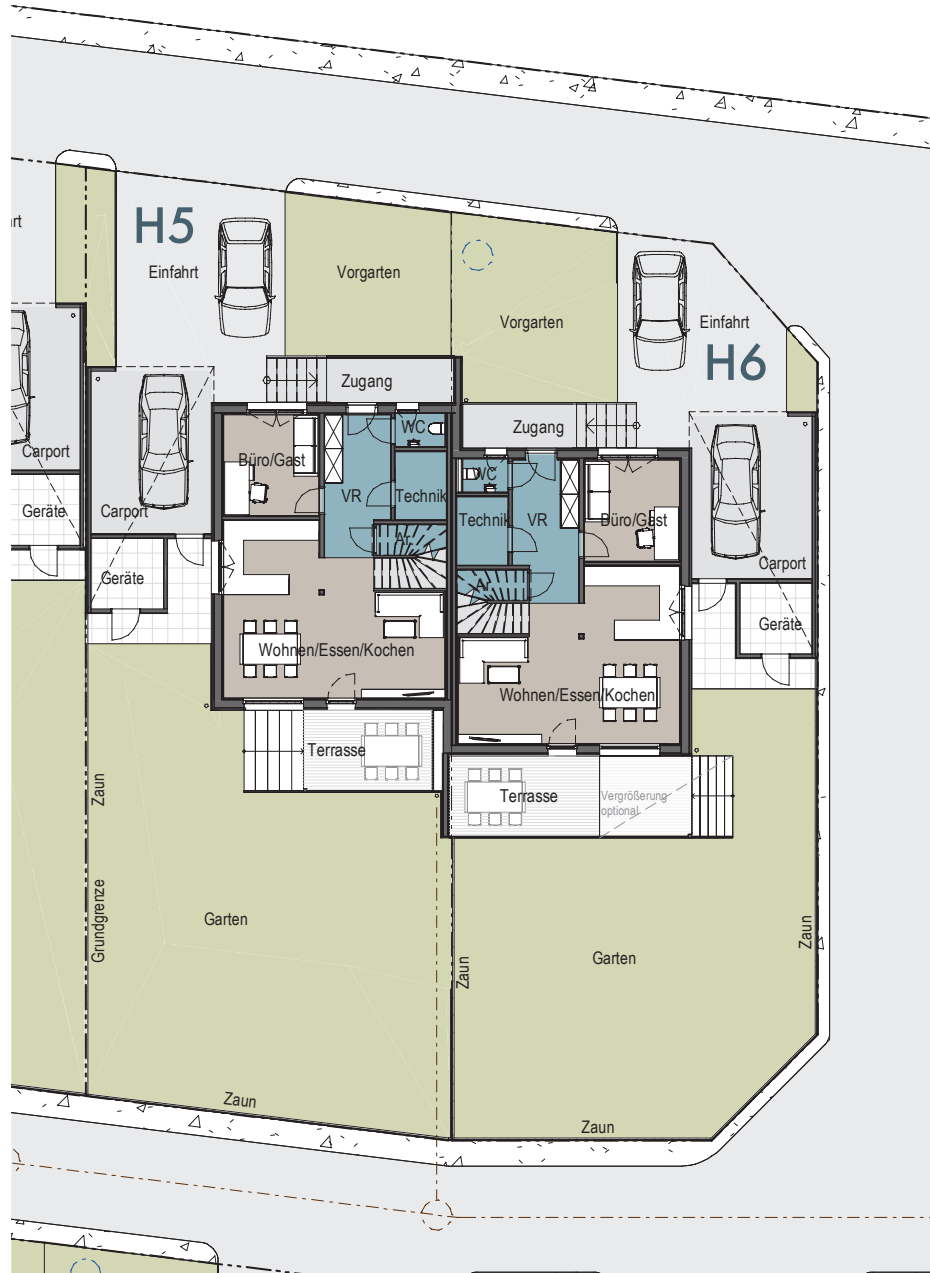 H5
Einfahrt
Vorgarten
Vorgarten
Einfahrt
H6
Zugang
Zugang
Carport
Geräte
Carport
Geräte
Büro/Gast
VR
WC
Technik
Ar
Wohnen/Essen/Kochen
WC
Technik
VR
Büro/Gast
Ar
Wohnen/Essen/Kochen
Carport
Geräte
Terrasse
Terrasse
Vergrößerung
optional
Zaun
Grundgrenze
Garten
Zaun
Garten
Zaun
Zaun
Zaun